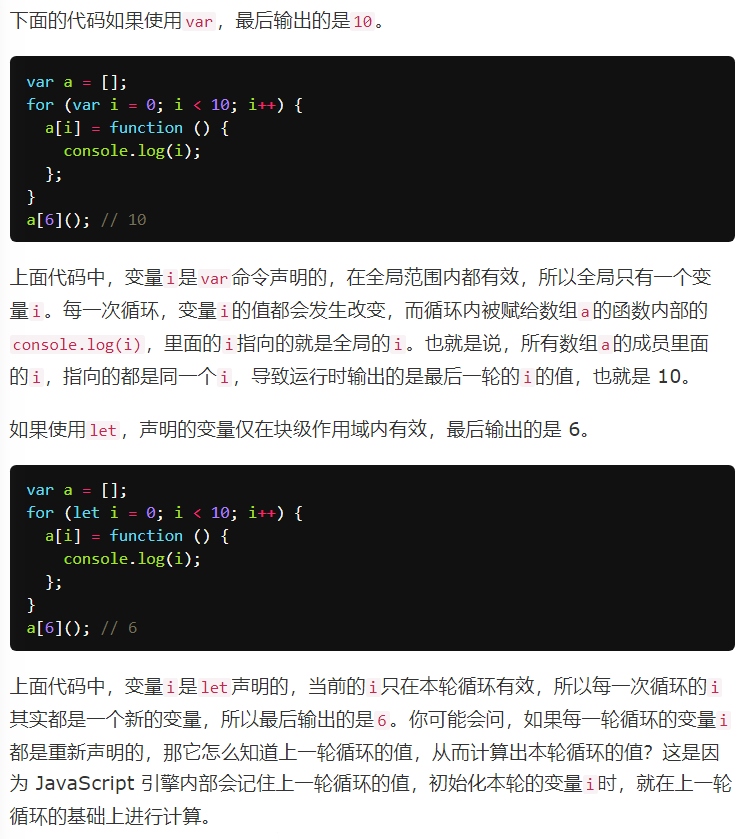 下面的代码如果使用var，最后输出的是10。
var a = [];
for (var i = 0; i < 10; i++) {
  a[i] = function () {
    console.log(i);
  };
}
a[6](); // 10
上面代码中，变量i是var命令声明的，在全局范围内都有效，所以全局只有一个变
量i。每一次循环，变量i的值都会发生改变，而循环内被赋给数组a的函数内部的
console.log(i)，里面的i指向的就是全局的i。也就是说，所有数组a的成员里面
的i，指向的都是同一个i，导致运行时输出的是最后一轮的i的值，也就是 10。
如果使用let，声明的变量仅在块级作用域内有效，最后输出的是 6。
var a = [];
for (let i = 0; i < 10; i++) {
  a[i] = function () {
    console.log(i);
  };
}
a[6](); // 6
上面代码中，变量i是let声明的，当前的i只在本轮循环有效，所以每一次循环的i
其实都是一个新的变量，所以最后输出的是6。你可能会问，如果每一轮循环的变量i
都是重新声明的，那它怎么知道上一轮循环的值，从而计算出本轮循环的值？这是因
为 JavaScript 引擎内部会记住上一轮循环的值，初始化本轮的变量i时，就在上一轮
循环的基础上进行计算。